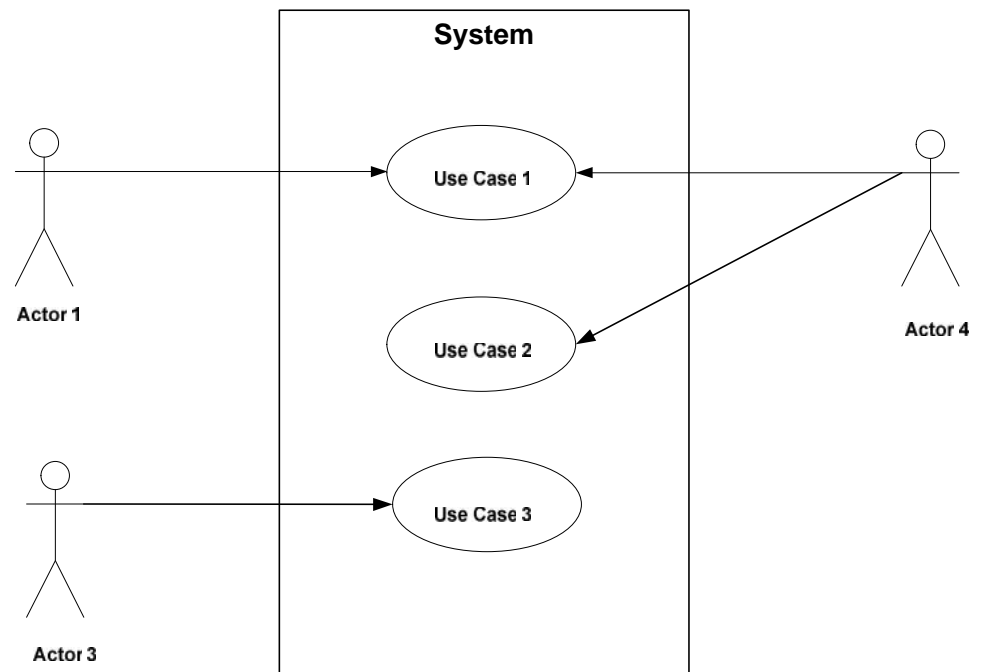 System
Use Case 1
Actor 1
Actor 4
Use Case 2
Use Case 3
Actor 3